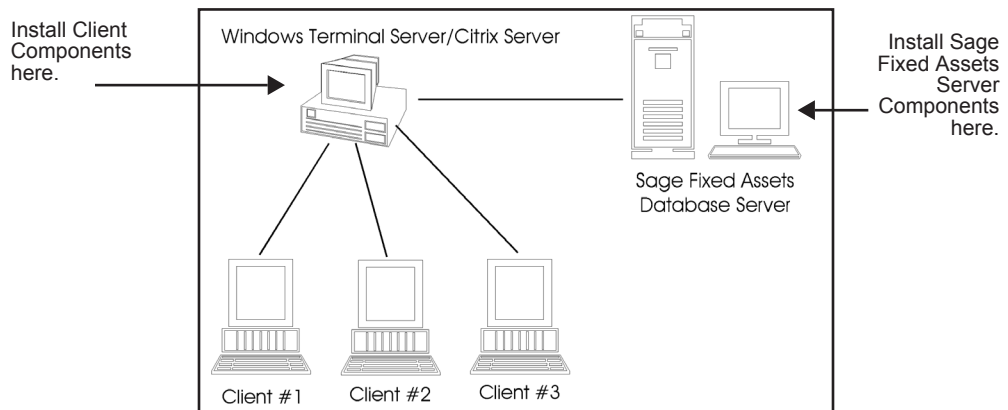 Install Client
Components
here.
Windows Terminal Server/Citrix Server
Install Sage
Fixed Assets
Server
Components
here.
Sage Fixed Assets
Database Server
Client #1
Client #2
Client #3